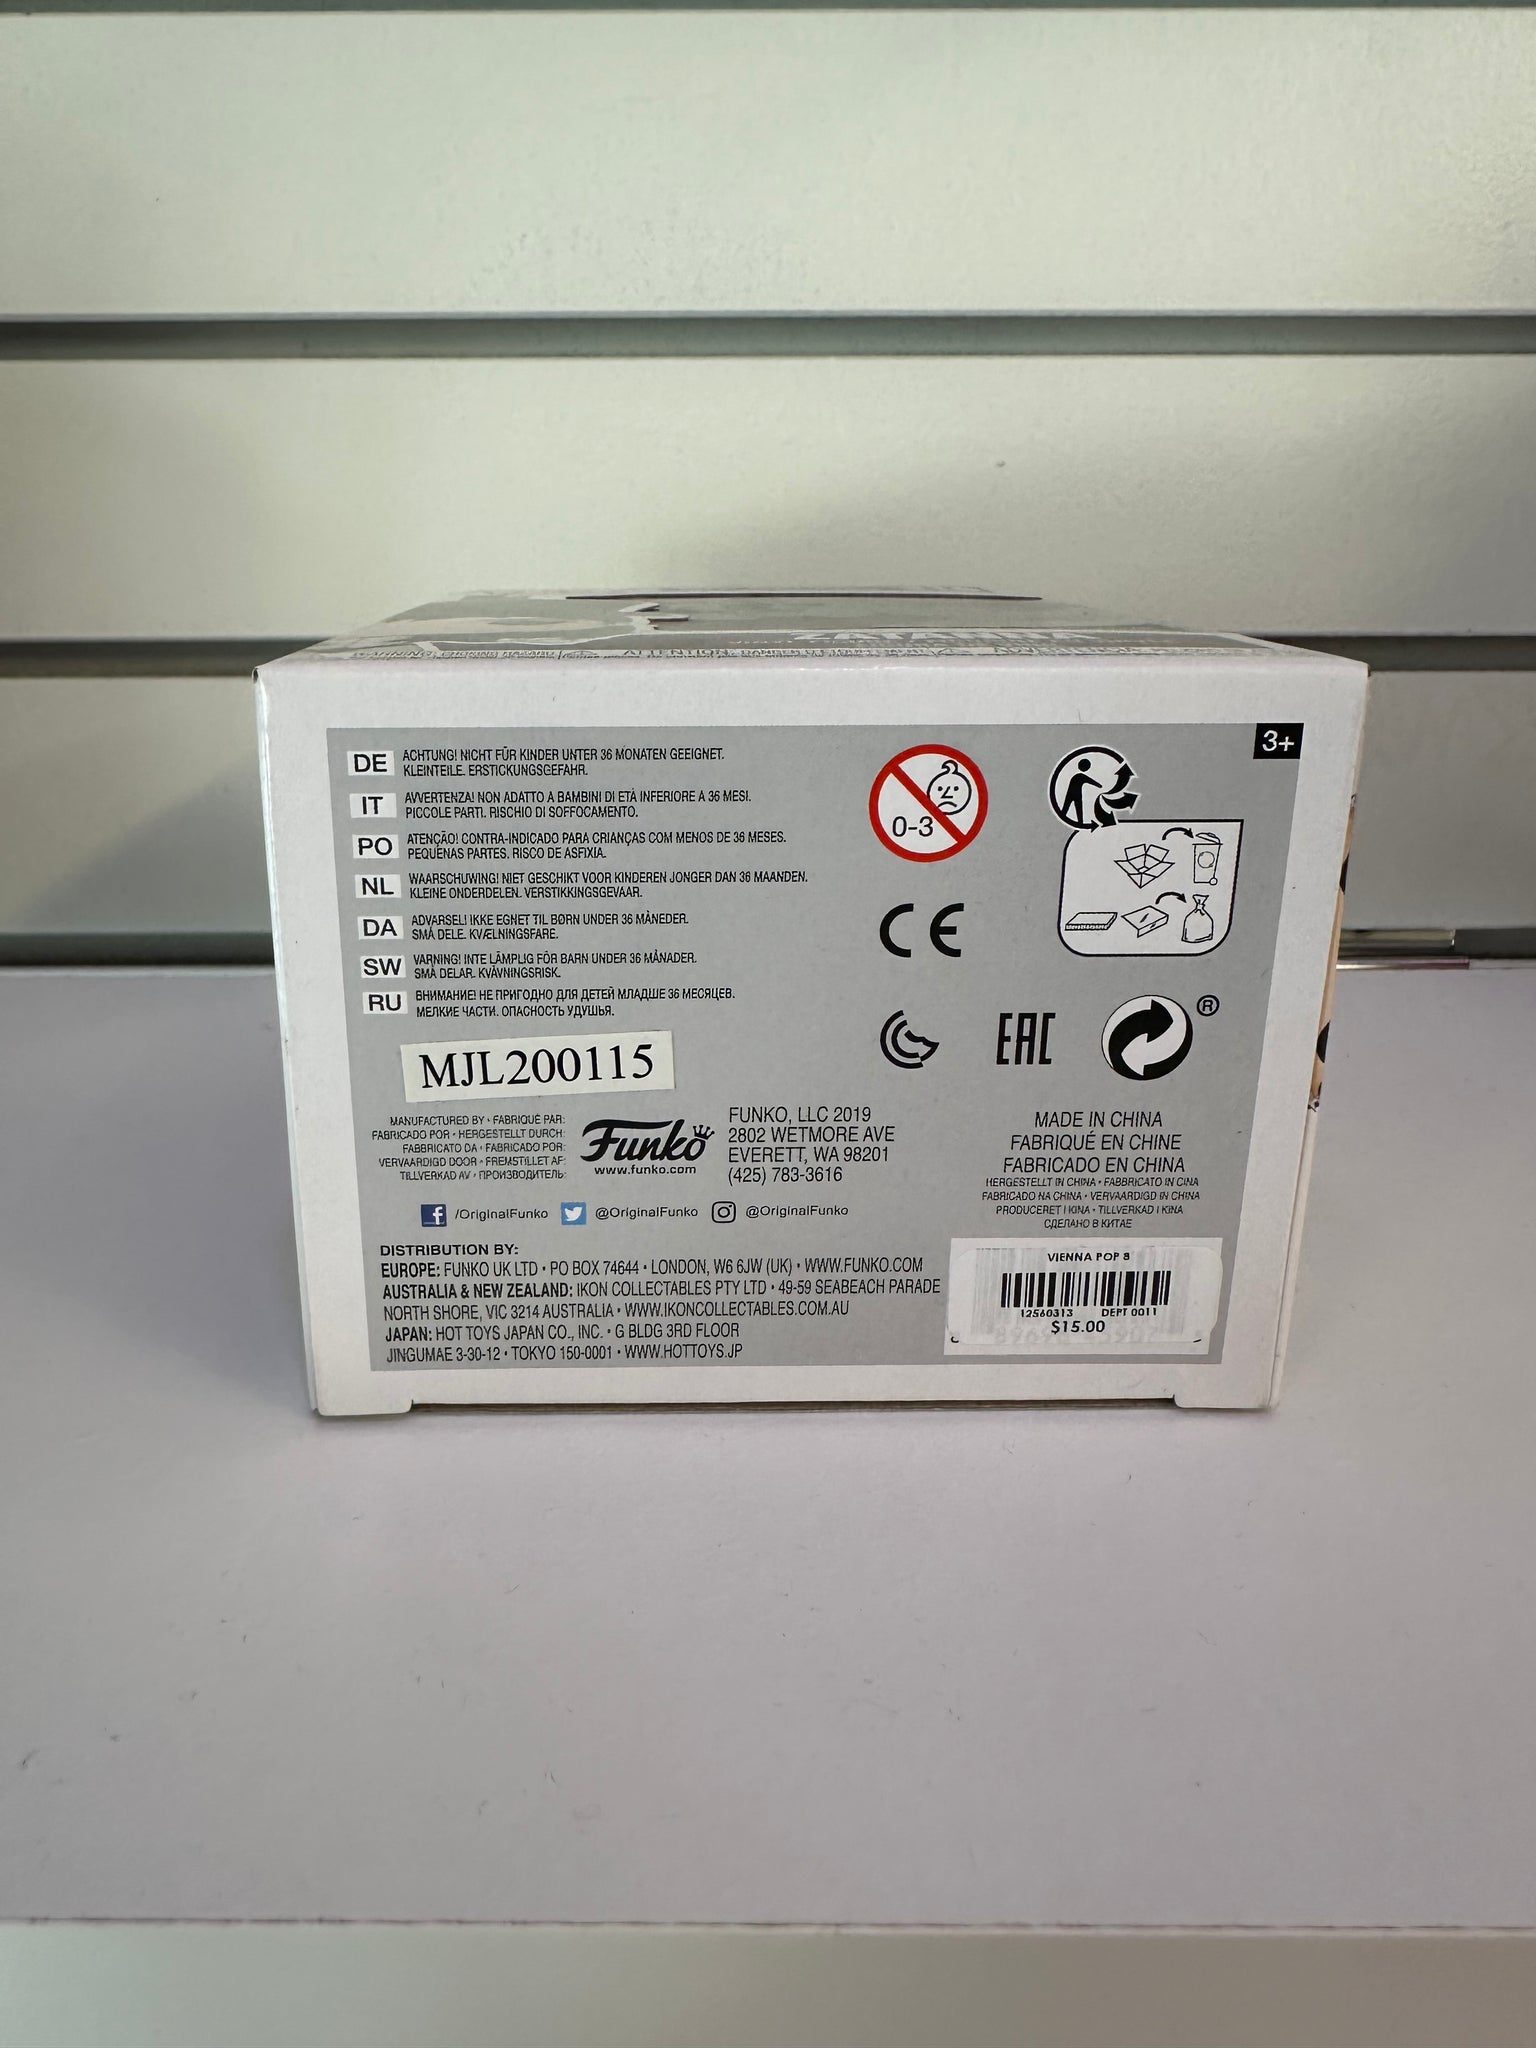 3+
DE ACHTUNG! NICHT FÜR KINDER UNTER 36 MONATEN GEEIGNET.
KLEINTEILE. ERSTICKUNGSGEFAHR.
IT AVVERTENZA! NON ADATTO A BAMBINI DI ETÁ INFERIORE A 36 MESI.
PICCOLE PARTI. RISCHIO DI SOFFOCAMENTO.
PO ATENÇÃO! CONTRA-INDICADO PARA CRIANÇAS COM MENOS DE 36 MESES.
PEQUENAS PARTES. RISCO DE ASFIXIA.
NL WAARSCHUWING! NIET GESCHIKT VOOR KINDEREN JONGER DAN 36 MAANDEN.
KLEINE ONDERDELEN. VERSTIKKINGSGEVAAR.
DA ADVARSEL! IKKE EGNET TIL BØRN UNDER 36 MÅNEDER.
SMÅ DELE. KVÆLNINGSFARE.
SW VARNING! INTE LÄMPLIG FÖR BARN UNDER 36 MÅNADER.
SMÅ DELAR. KVÄVNINGSRISK.
RU ВНИМАНИЕ! НЕ ПРИГОДНО ДЛЯ ДЕТЕЙ МЛАДШЕ 36 МЕСЯЦЕВ.
МЕЛКИЕ ЧАСТИ. ОПАСНОСТЬ УДУШЬЯ.
0-3
CE
EAC
®
MJL200115
MANUFACTURED BY • FABRIQUÉ PAR:
FABRICADO POR • HERGESTELLT DURCH:
FABBRICATO DA • FABRICADO POR:
VERVAARDIGD DOOR • FREMSTILLET AF:
TILLVERKAD AV • ПРОИЗВОДИТЕЛЬ:
Funko
www.funko.com
FUNKO, LLC 2019
2802 WETMORE AVE
EVERETT, WA 98201
(425) 783-3616
MADE IN CHINA
FABRIQUÉ EN CHINE
FABRICADO EN CHINA
HERGESTELLT IN CHINA • FABBRICATO IN CINA
FABRICADO NA CHINA • VERVAARDIGD IN CHINA
PRODUCERET I KINA • TILLVERKAD I KINA
СДЕЛАНО В КИТАЕ
/OriginalFunko @OriginalFunko @OriginalFunko
DISTRIBUTION BY:
EUROPE: FUNKO UK LTD • PO BOX 74644 • LONDON, W6 6JW (UK) • WWW.FUNKO.COM
AUSTRALIA & NEW ZEALAND: IKON COLLECTABLES PTY LTD • 49-59 SEABEACH PARADE
NORTH SHORE, VIC 3214 AUSTRALIA • WWW.IKONCOLLECTABLES.COM.AU
JAPAN: HOT TOYS JAPAN CO., INC. • G BLDG 3RD FLOOR
JINGUMAE 3-30-12 • TOKYO 150-0001 • WWW.HOTTOYS.JP
VIENNA POP 8
12560313 DEPT 0011
$15.00